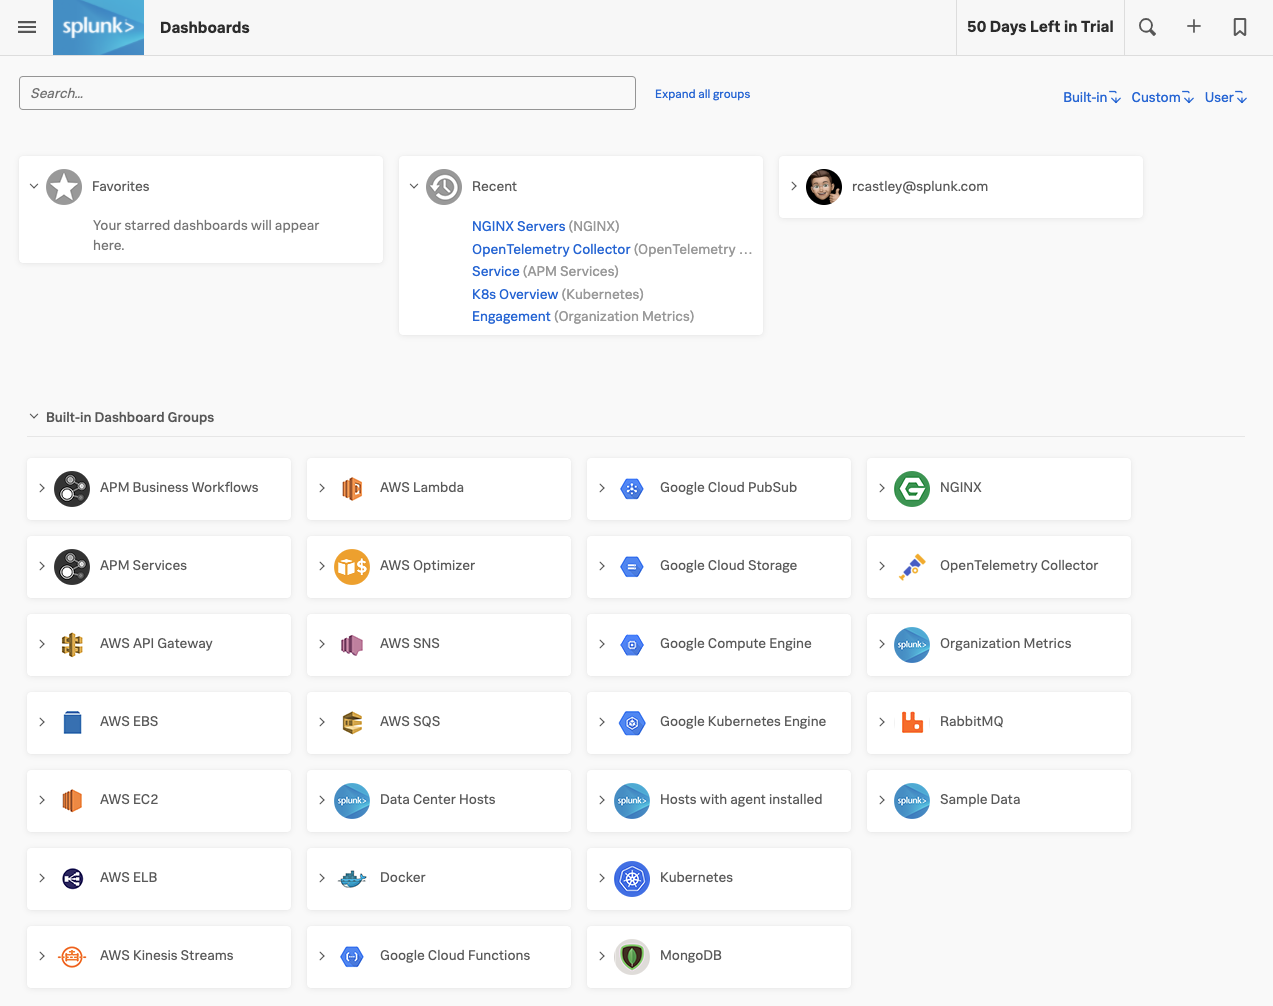 splunk>
Dashboards
50 Days Left in Trial
Search...
Expand all groups
Built-in
Custom
User
Favorites
Your starred dashboards will appear
here.
Recent
NGINX Servers (NGINX)
OpenTelemetry Collector (OpenTelemetry ...
Service (APM Services)
K8s Overview (Kubernetes)
Engagement (Organization Metrics)
rcastley@splunk.com
Built-in Dashboard Groups
APM Business Workflows
AWS Lambda
Google Cloud PubSub
NGINX
APM Services
AWS Optimizer
Google Cloud Storage
OpenTelemetry Collector
AWS API Gateway
AWS SNS
Google Compute Engine
splunk>
Organization Metrics
AWS EBS
AWS SQS
Google Kubernetes Engine
RabbitMQ
AWS EC2
splunk>
Data Center Hosts
splunk>
Hosts with agent installed
splunk>
Sample Data
AWS ELB
Docker
Kubernetes
AWS Kinesis Streams
Google Cloud Functions
MongoDB